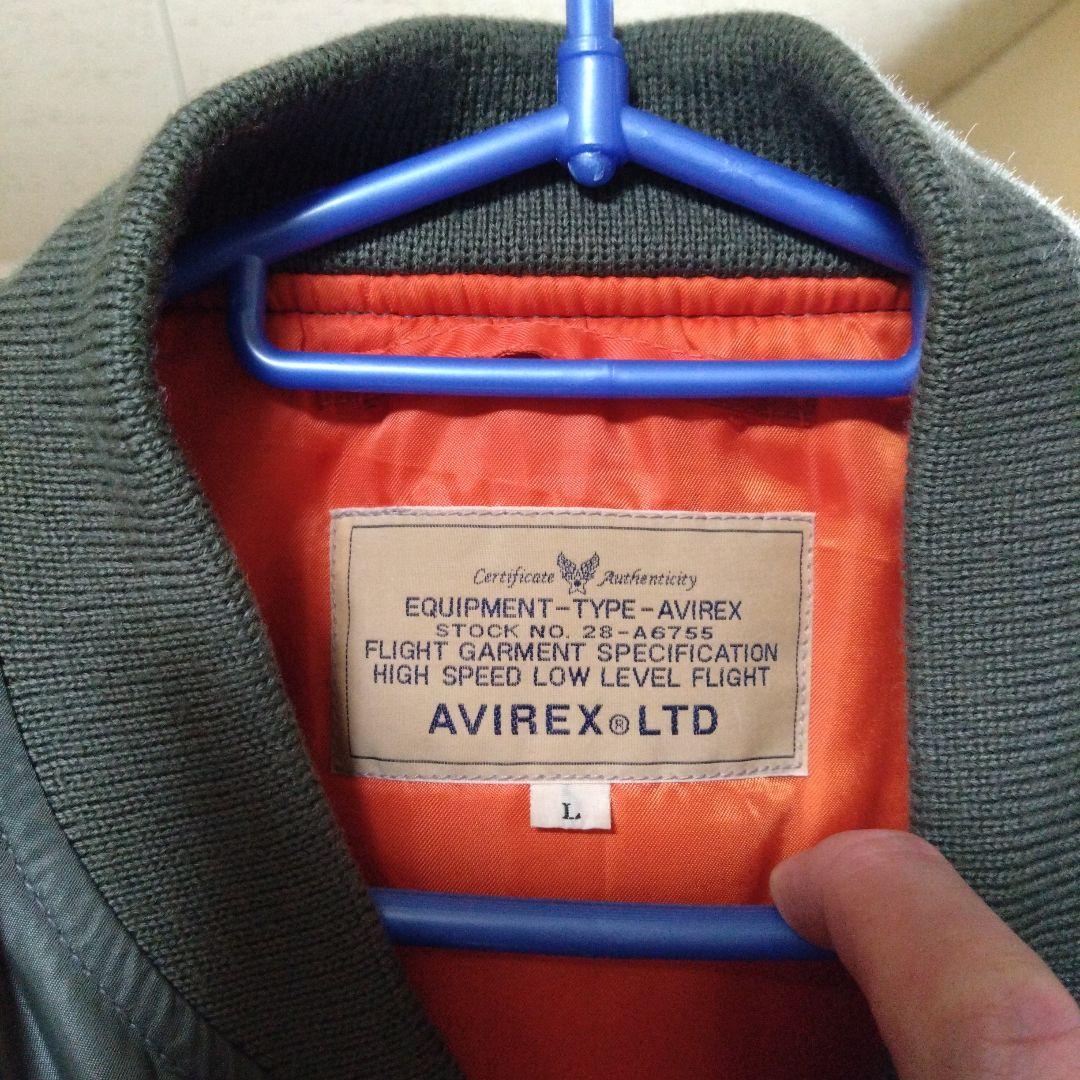 Certificate Authenticity
EQUIPMENT-TYPE-AVIREX
STOCK NO. 28-A6755
FLIGHT GARMENT SPECIFICATION
HIGH SPEED LOW LEVEL FLIGHT
AVIREX® LTD
L